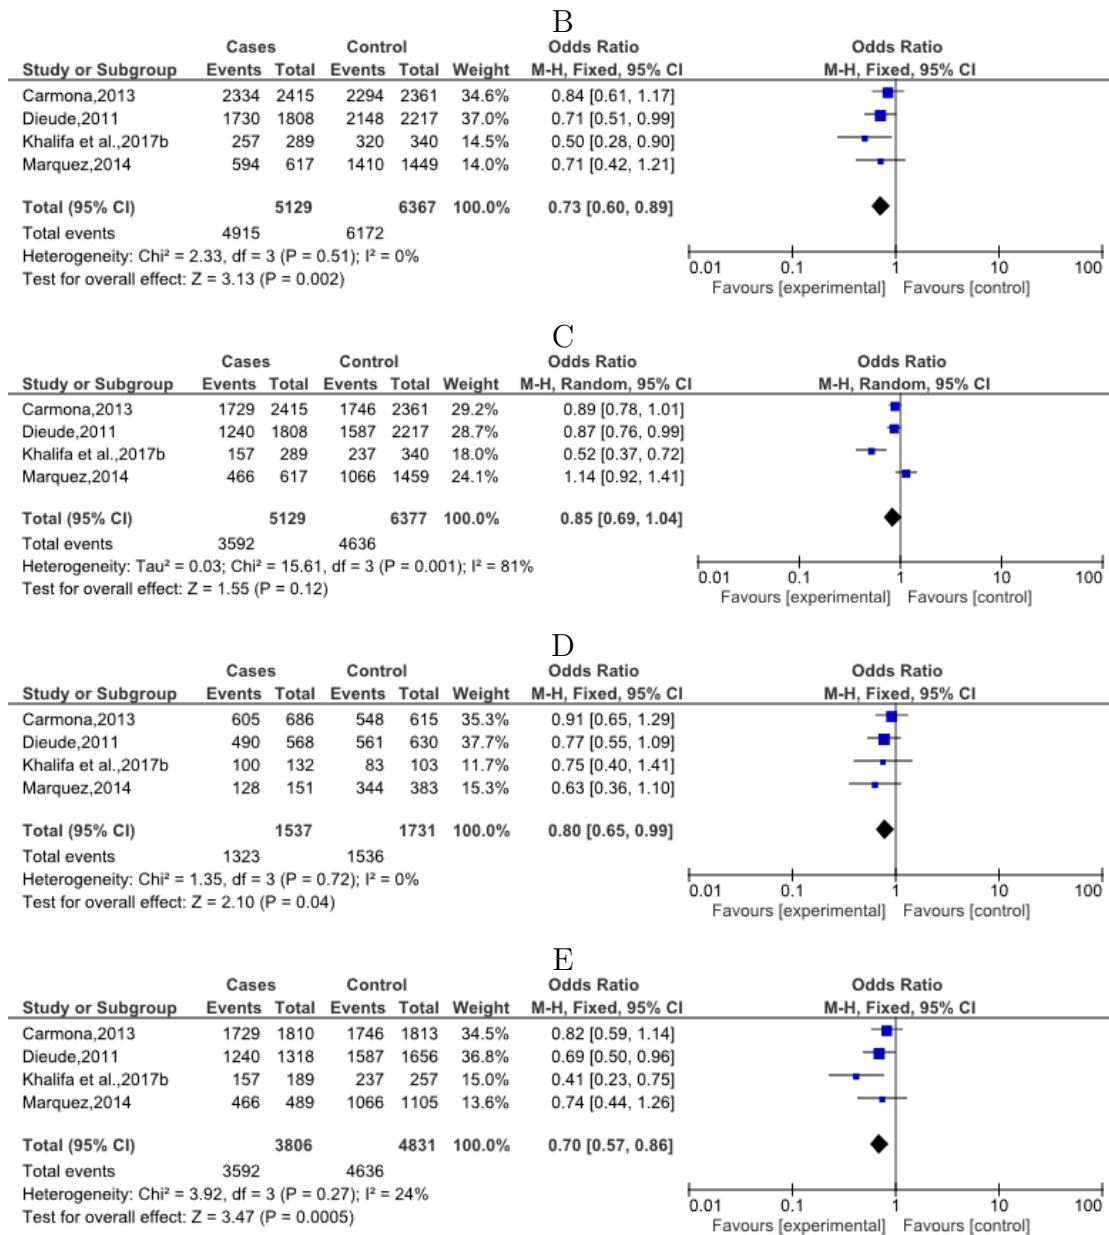 B
Cases Control Odds Ratio Odds Ratio
Study or Subgroup Events Total Events Total Weight M-H, Fixed, 95% CI M-H, Fixed, 95% CI
Carmona,2013 2334 2415 2294 2361 34.6% 0.84 [0.61, 1.17]
Dieude,2011 1730 1808 2148 2217 37.0% 0.71 [0.51, 0.99]
Khalifa et al.,2017b 257 289 320 340 14.5% 0.50 [0.28, 0.90]
Marquez,2014 594 617 1410 1449 14.0% 0.71 [0.42, 1.21]
Total (95% CI) 5129 6367 100.0% 0.73 [0.60, 0.89]
Total events 4915 6172
Heterogeneity: Chi² = 2.33, df = 3 (P = 0.51); I² = 0%
Test for overall effect: Z = 3.13 (P = 0.002)
0.01 0.1 1 10 100
Favours [experimental] Favours [control]
C
Cases Control Odds Ratio Odds Ratio
Study or Subgroup Events Total Events Total Weight M-H, Random, 95% CI M-H, Random, 95% CI
Carmona,2013 1729 2415 1746 2361 29.2% 0.89 [0.78, 1.01]
Dieude,2011 1240 1808 1587 2217 28.7% 0.87 [0.76, 0.99]
Khalifa et al.,2017b 157 289 237 340 18.0% 0.52 [0.37, 0.72]
Marquez,2014 466 617 1066 1459 24.1% 1.14 [0.92, 1.41]
Total (95% CI) 5129 6377 100.0% 0.85 [0.69, 1.04]
Total events 3592 4636
Heterogeneity: Tau² = 0.03; Chi² = 15.61, df = 3 (P = 0.001); I² = 81%
Test for overall effect: Z = 1.55 (P = 0.12)
0.01 0.1 1 10 100
Favours [experimental] Favours [control]
D
Cases Control Odds Ratio Odds Ratio
Study or Subgroup Events Total Events Total Weight M-H, Fixed, 95% CI M-H, Fixed, 95% CI
Carmona,2013 605 686 548 615 35.3% 0.91 [0.65, 1.29]
Dieude,2011 490 568 561 630 37.7% 0.77 [0.55, 1.09]
Khalifa et al.,2017b 100 132 83 103 11.7% 0.75 [0.40, 1.41]
Marquez,2014 128 151 344 383 15.3% 0.63 [0.36, 1.10]
Total (95% CI) 1537 1731 100.0% 0.80 [0.65, 0.99]
Total events 1323 1536
Heterogeneity: Chi² = 1.35, df = 3 (P = 0.72); I² = 0%
Test for overall effect: Z = 2.10 (P = 0.04)
0.01 0.1 1 10 100
Favours [experimental] Favours [control]
E
Cases Control Odds Ratio Odds Ratio
Study or Subgroup Events Total Events Total Weight M-H, Fixed, 95% CI M-H, Fixed, 95% CI
Carmona,2013 1729 1810 1746 1813 34.5% 0.82 [0.59, 1.14]
Dieude,2011 1240 1318 1587 1656 36.8% 0.69 [0.50, 0.96]
Khalifa et al.,2017b 157 189 237 257 15.0% 0.41 [0.23, 0.75]
Marquez,2014 466 489 1066 1105 13.6% 0.74 [0.44, 1.26]
Total (95% CI) 3806 4831 100.0% 0.70 [0.57, 0.86]
Total events 3592 4636
Heterogeneity: Chi² = 3.92, df = 3 (P = 0.27); I² = 24%
Test for overall effect: Z = 3.47 (P = 0.0005)
0.01 0.1 1 10 100
Favours [experimental] Favours [control]